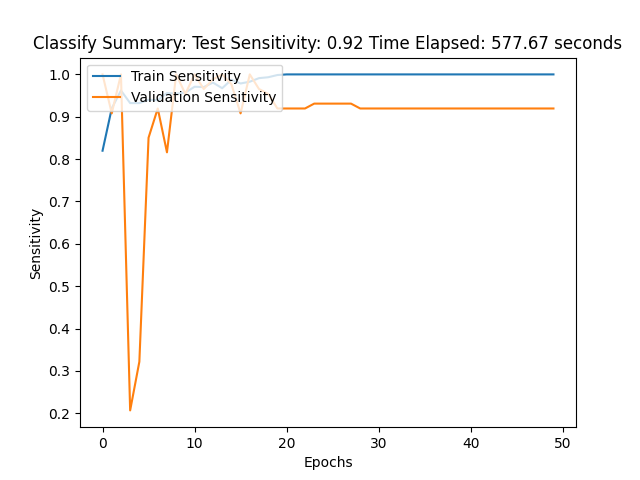 Classify Summary: Test Sensitivity: 0.92 Time Elapsed: 577.67 seconds
Train Sensitivity
Validation Sensitivity
1.0
0.9
0.8
0.7
0.6
0.5
0.4
0.3
0.2
Sensitivity
0 10 20 30 40 50
Epochs